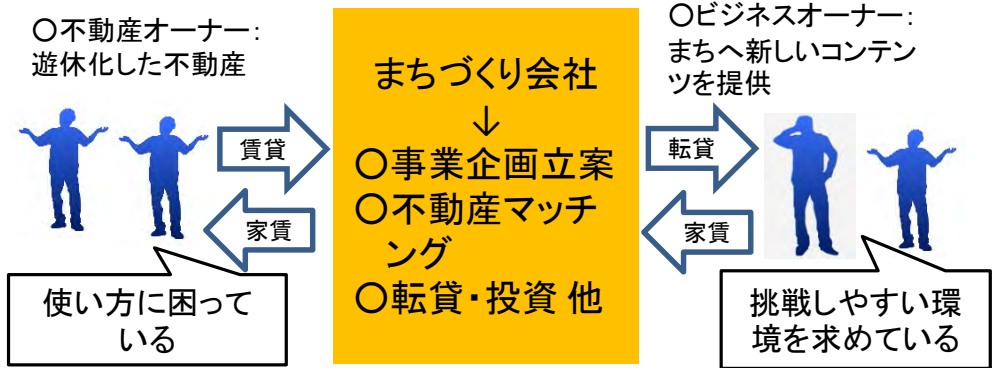 〇不動産オーナー：
遊休化した不動産
賃貸
家賃
使い方に困って
いる
まちづくり会社
↓
〇事業企画立案
〇不動産マッチ
ング
〇転貸・投資 他
〇ビジネスオーナー：
まちへ新しいコンテン
ツを提供
転貸
家賃
挑戦しやすい環
境を求めている